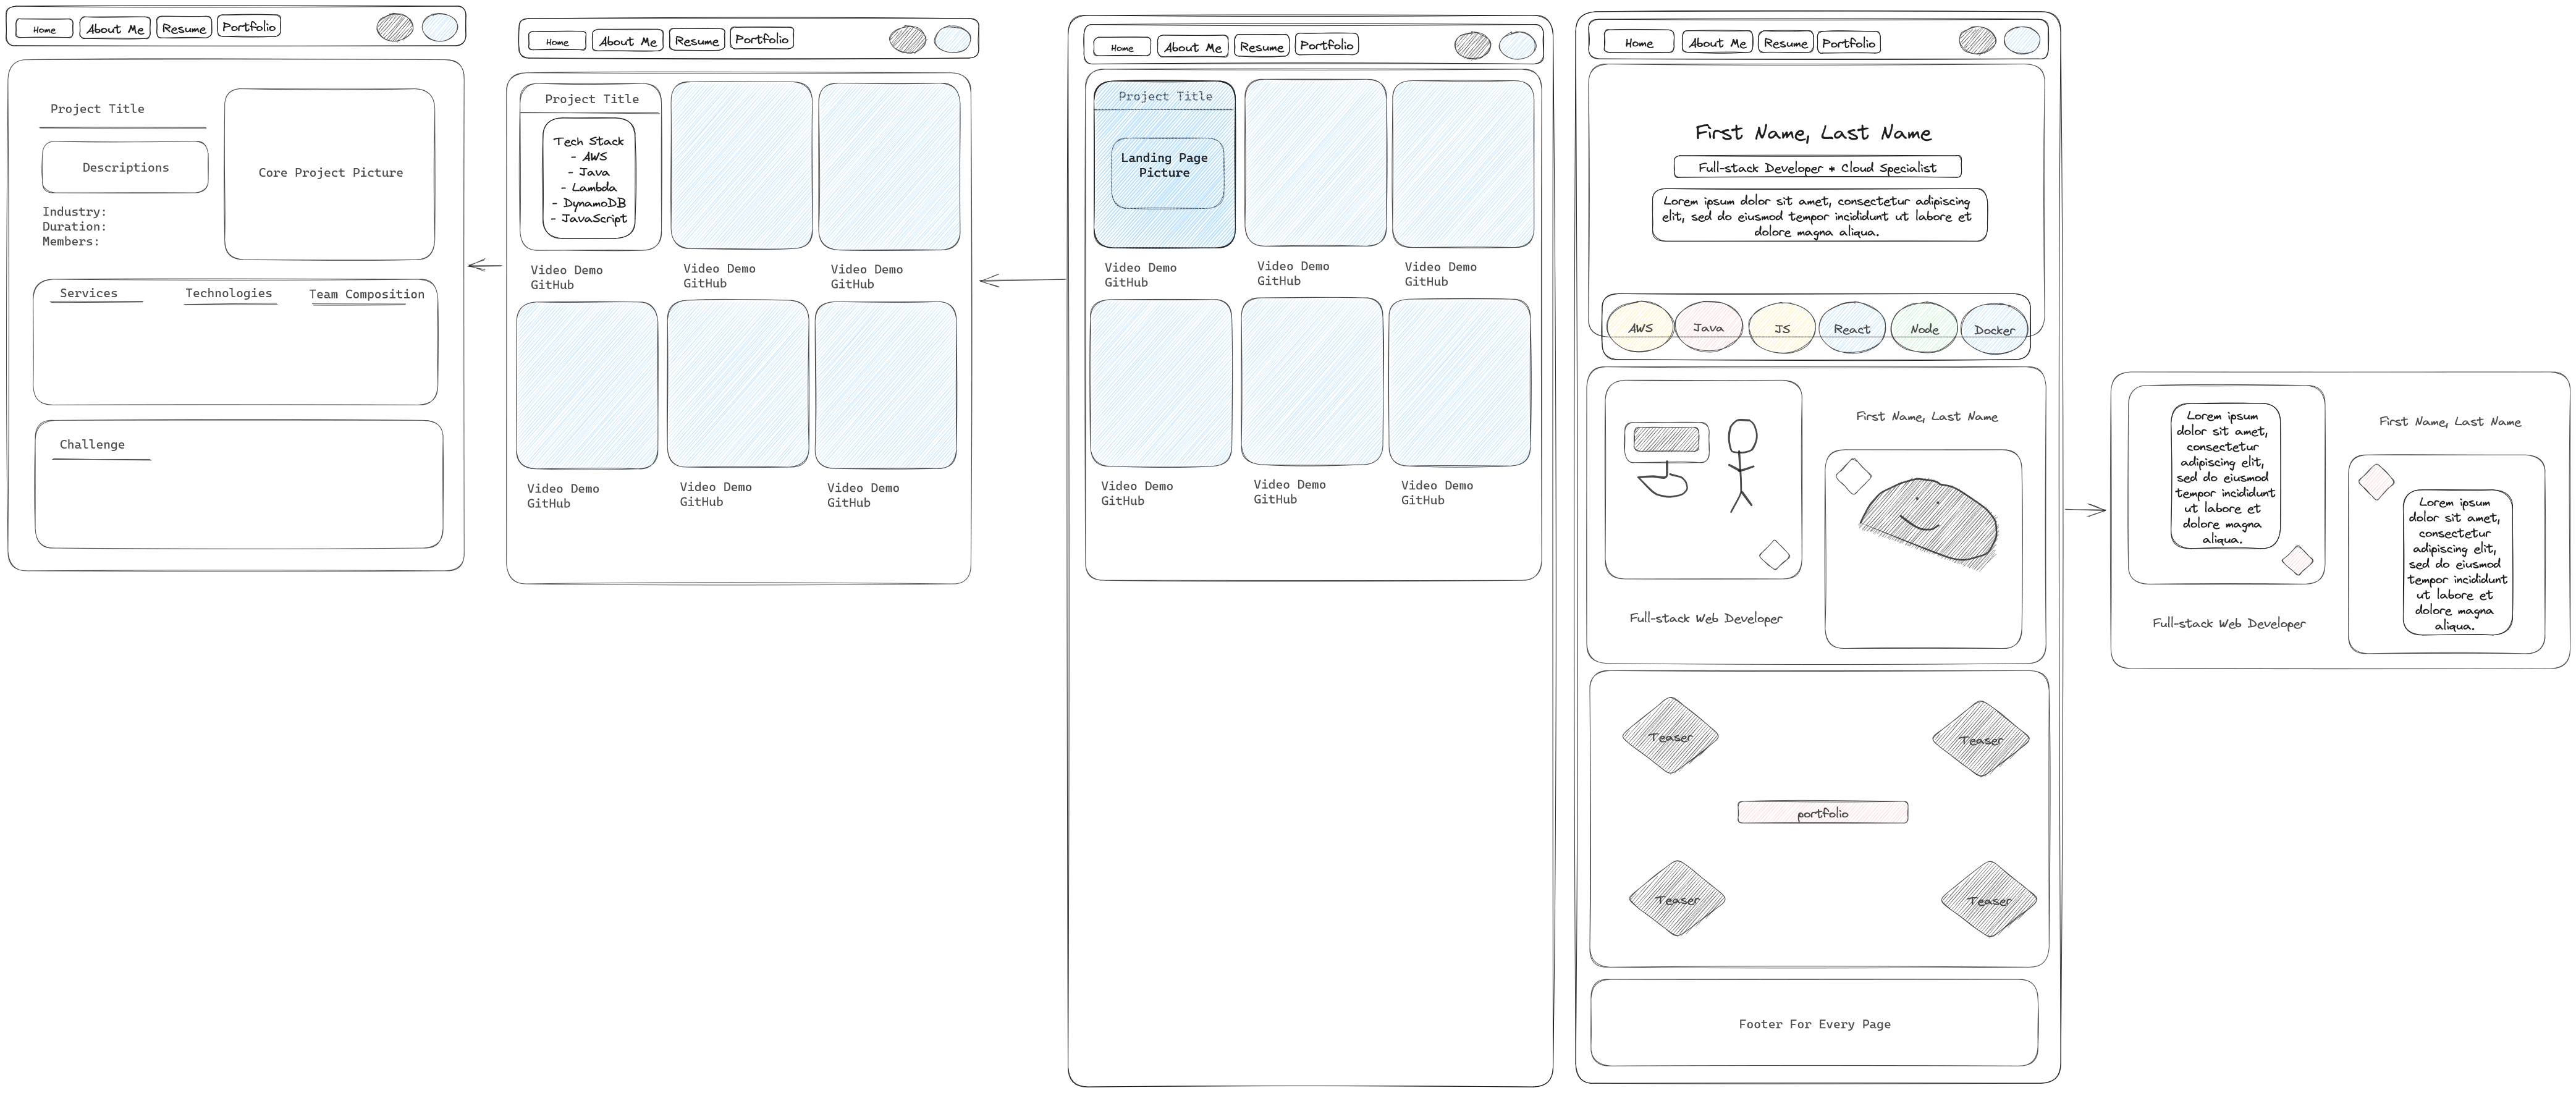 Home
About Me
Resume
Portfolio
Project Title
Descriptions
Industry:
Duration:
Members:
Core Project Picture
Services
Technologies
Team Composition
Challenge
Home
About Me
Resume
Portfolio
Project Title
Tech Stack
- AWS
- Java
- Lambda
- DynamoDB
- JavaScript
Video Demo
GitHub
Video Demo
GitHub
Video Demo
GitHub
Video Demo
GitHub
Video Demo
GitHub
Video Demo
GitHub
Home
About Me
Resume
Portfolio
Project Title
Landing Page
Picture
Video Demo
GitHub
Video Demo
GitHub
Video Demo
GitHub
Video Demo
GitHub
Video Demo
GitHub
Video Demo
GitHub
Home
About Me
Resume
Portfolio
First Name, Last Name
Full-stack Developer * Cloud Specialist
Lorem ipsum dolor sit amet, consectetur adipiscing
elit, sed do eiusmod tempor incididunt ut labore et
dolore magna aliqua.
AWS
Java
JS
React
Node
Docker
First Name, Last Name
Full-stack Web Developer
Teaser
Teaser
portfolio
Teaser
Teaser
Footer For Every Page
Lorem ipsum
dolor sit amet,
consectetur
adipiscing elit,
sed do eiusmod
tempor incididunt
ut labore et
dolore magna
aliqua.
Full-stack Web Developer
First Name, Last Name
Lorem ipsum
dolor sit amet,
consectetur
adipiscing elit,
sed do eiusmod
tempor incididunt
ut labore et
dolore magna
aliqua.